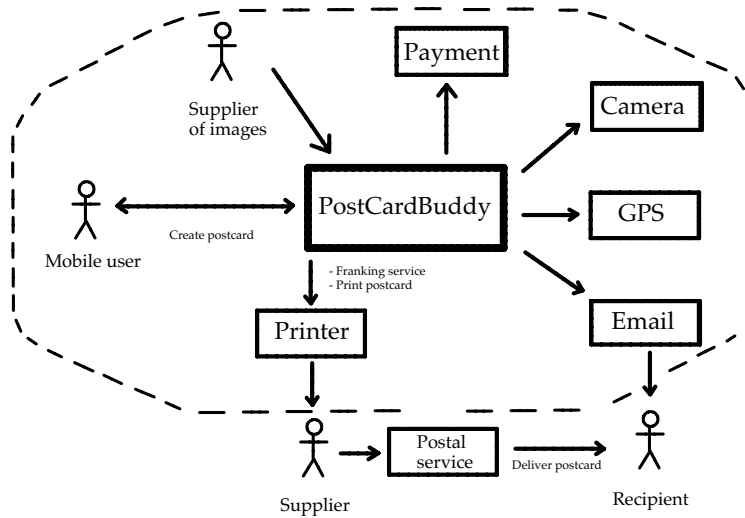 Payment
Supplier
of images
Camera
PostCardBuddy
GPS
Mobile user
Create postcard
- Franking service
- Print postcard
Printer
Email
Postal
service
Deliver postcard
Supplier
Recipient